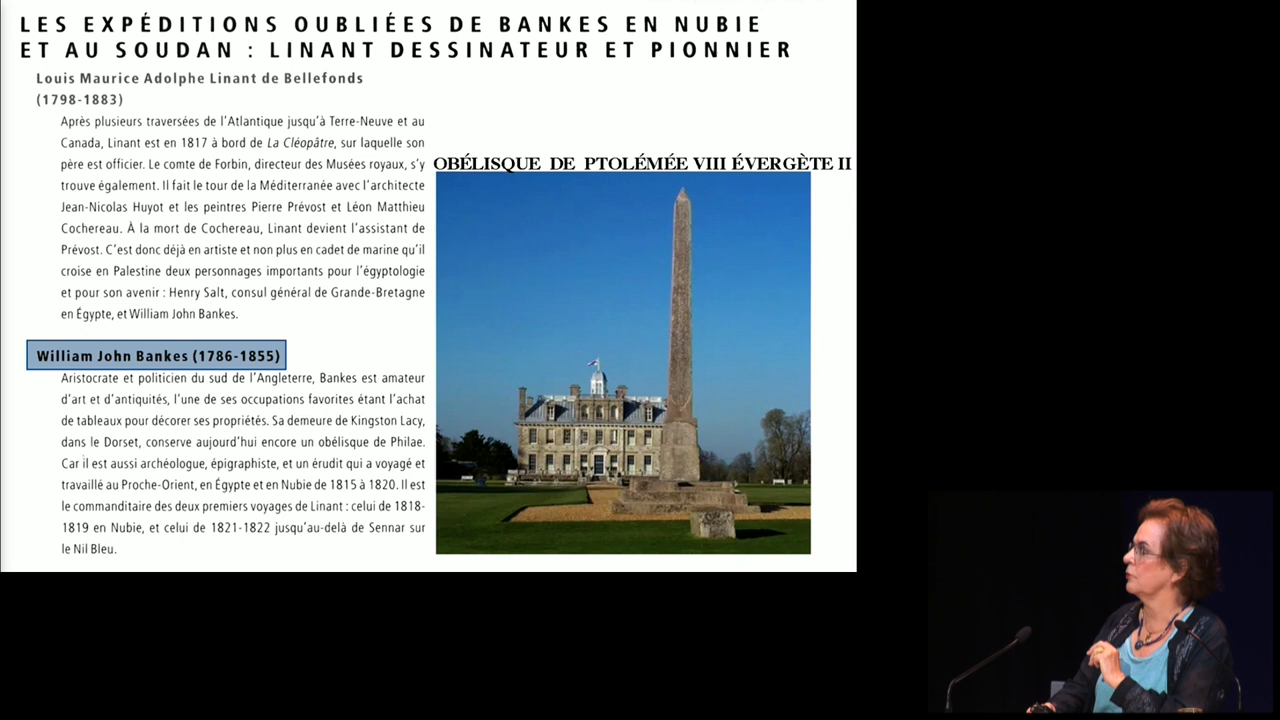 LES EXPÉDITIONS OUBLIÉES DE BANKES EN NUBIE
ET AU SOUDAN : LINANT DESSINATEUR ET PIONNIER
Louis Maurice Adolphe Linant de Bellefonds
(1798-1883)
Après plusieurs traversées de l'Atlantique jusqu'à Terre-Neuve et au
Canada, Linant est en 1817 à bord de La Cléopâtre, sur laquelle son
père est officier. Le comte de Forbin, directeur des Musées royaux, s'y
trouve également. Il fait le tour de la Méditerranée avec l'architecte
Jean-Nicolas Huyot et les peintres Pierre Prévost et Léon Matthieu
Cochereau. À la mort de Cochereau, Linant devient l'assistant de
Prévost. C'est donc déjà en artiste et non plus en cadet de marine qu'il
croise en Palestine deux personnages importants pour l'égyptologie
et pour son avenir : Henry Salt, consul général de Grande-Bretagne
en Égypte, et William John Bankes.
William John Bankes (1786-1855)
Aristocrate et politicien du sud de l'Angleterre, Bankes est amateur
d'art et d'antiquités, l'une de ses occupations favorites étant l'achat
de tableaux pour décorer ses propriétés. Sa demeure de Kingston Lacy,
dans le Dorset, conserve aujourd'hui encore un obélisque de Philae.
Car il est aussi archéologue, épigraphiste, et un érudit qui a voyagé et
travaillé au Proche-Orient, en Égypte et en Nubie de 1815 à 1820. Il est
le commanditaire des deux premiers voyages de Linant : celui de 1818-
1819 en Nubie, et celui de 1821-1822 jusqu'au-delà de Sennar sur
le Nil Bleu.
OBÉLISQUE DE PTOLÉMÉE VIII ÉVERGÈTE II